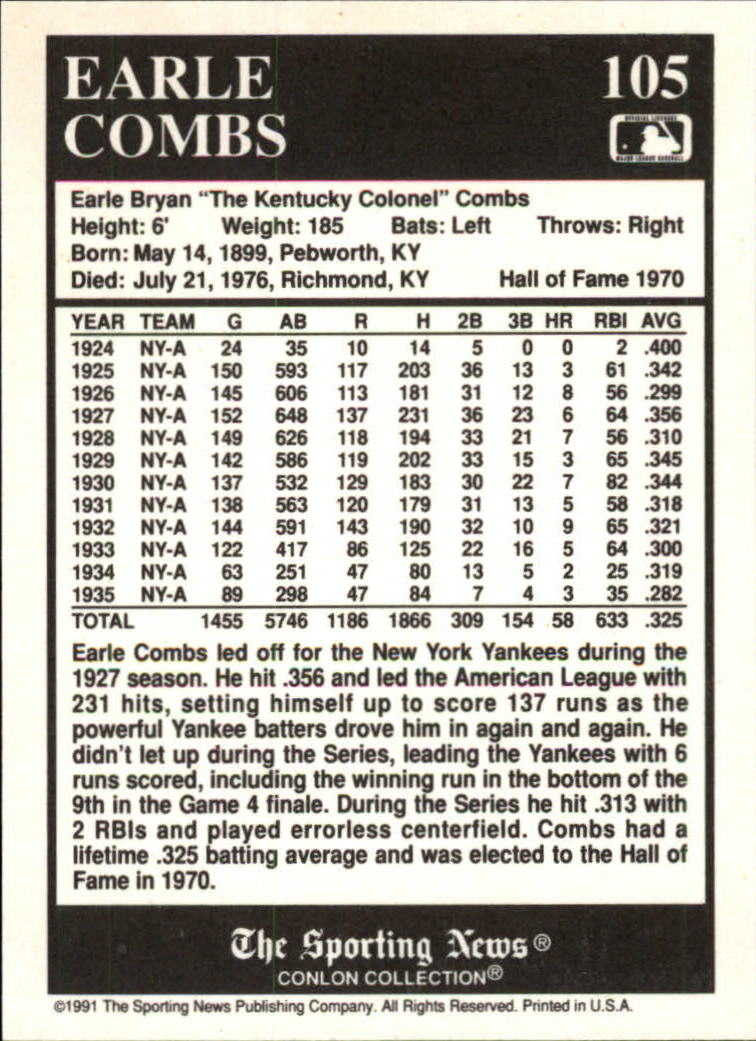 EARLE 105
COMBS
OFFICIAL LICENSEE
MAJOR LEAGUE BASEBALL
Earle Bryan "The Kentucky Colonel" Combs
Height: 6' Weight: 185 Bats: Left Throws: Right
Born: May 14, 1899, Pebworth, KY
Died: July 21, 1976, Richmond, KY Hall of Fame 1970
YEAR TEAM G AB R H 2B 3B HR RBI AVG
1924 NY-A 24 35 10 14 5 0 0 2 .400
1925 NY-A 150 593 117 203 36 13 3 61 .342
1926 NY-A 145 606 113 181 31 12 8 56 .299
1927 NY-A 152 648 137 231 36 23 6 64 .356
1928 NY-A 149 626 118 194 33 21 7 56 .310
1929 NY-A 142 586 119 202 33 15 3 65 .345
1930 NY-A 137 532 129 183 30 22 7 82 .344
1931 NY-A 138 563 120 179 31 13 5 58 .318
1932 NY-A 144 591 143 190 32 10 9 65 .321
1933 NY-A 122 417 86 125 22 16 5 64 .300
1934 NY-A 63 251 47 80 13 5 2 25 .319
1935 NY-A 89 298 47 84 7 4 3 35 .282
TOTAL 1455 5746 1186 1866 309 154 58 633 .325
Earle Combs led off for the New York Yankees during the
1927 season. He hit .356 and led the American League with
231 hits, setting himself up to score 137 runs as the
powerful Yankee batters drove him in again and again. He
didn't let up during the Series, leading the Yankees with 6
runs scored, including the winning run in the bottom of the
9th in the Game 4 finale. During the Series he hit .313 with
2 RBIs and played errorless centerfield. Combs had a
lifetime .325 batting average and was elected to the Hall of
Fame in 1970.
The Sporting News®
CONLON COLLECTION®
©1991 The Sporting News Publishing Company. All Rights Reserved. Printed in U.S.A.